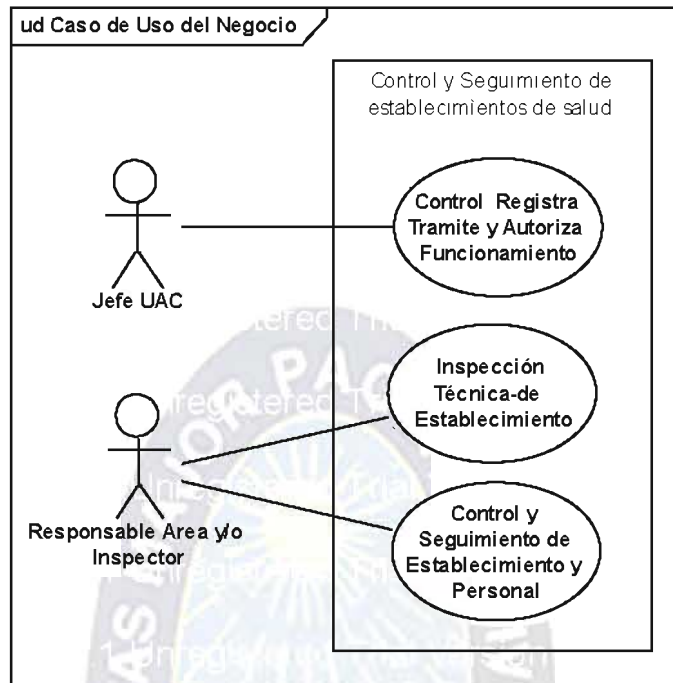 ud Caso de Uso del Negocio
Control y Seguimiento de
establecimientos de salud
Control Registra
Tramite y Autoriza
Funcionamiento
Jefe UAC
Inspección
Técnica-de
Establecimiento
Responsable Area y/o
Inspector
Control y
Seguimiento de
Establecimiento y
Personal